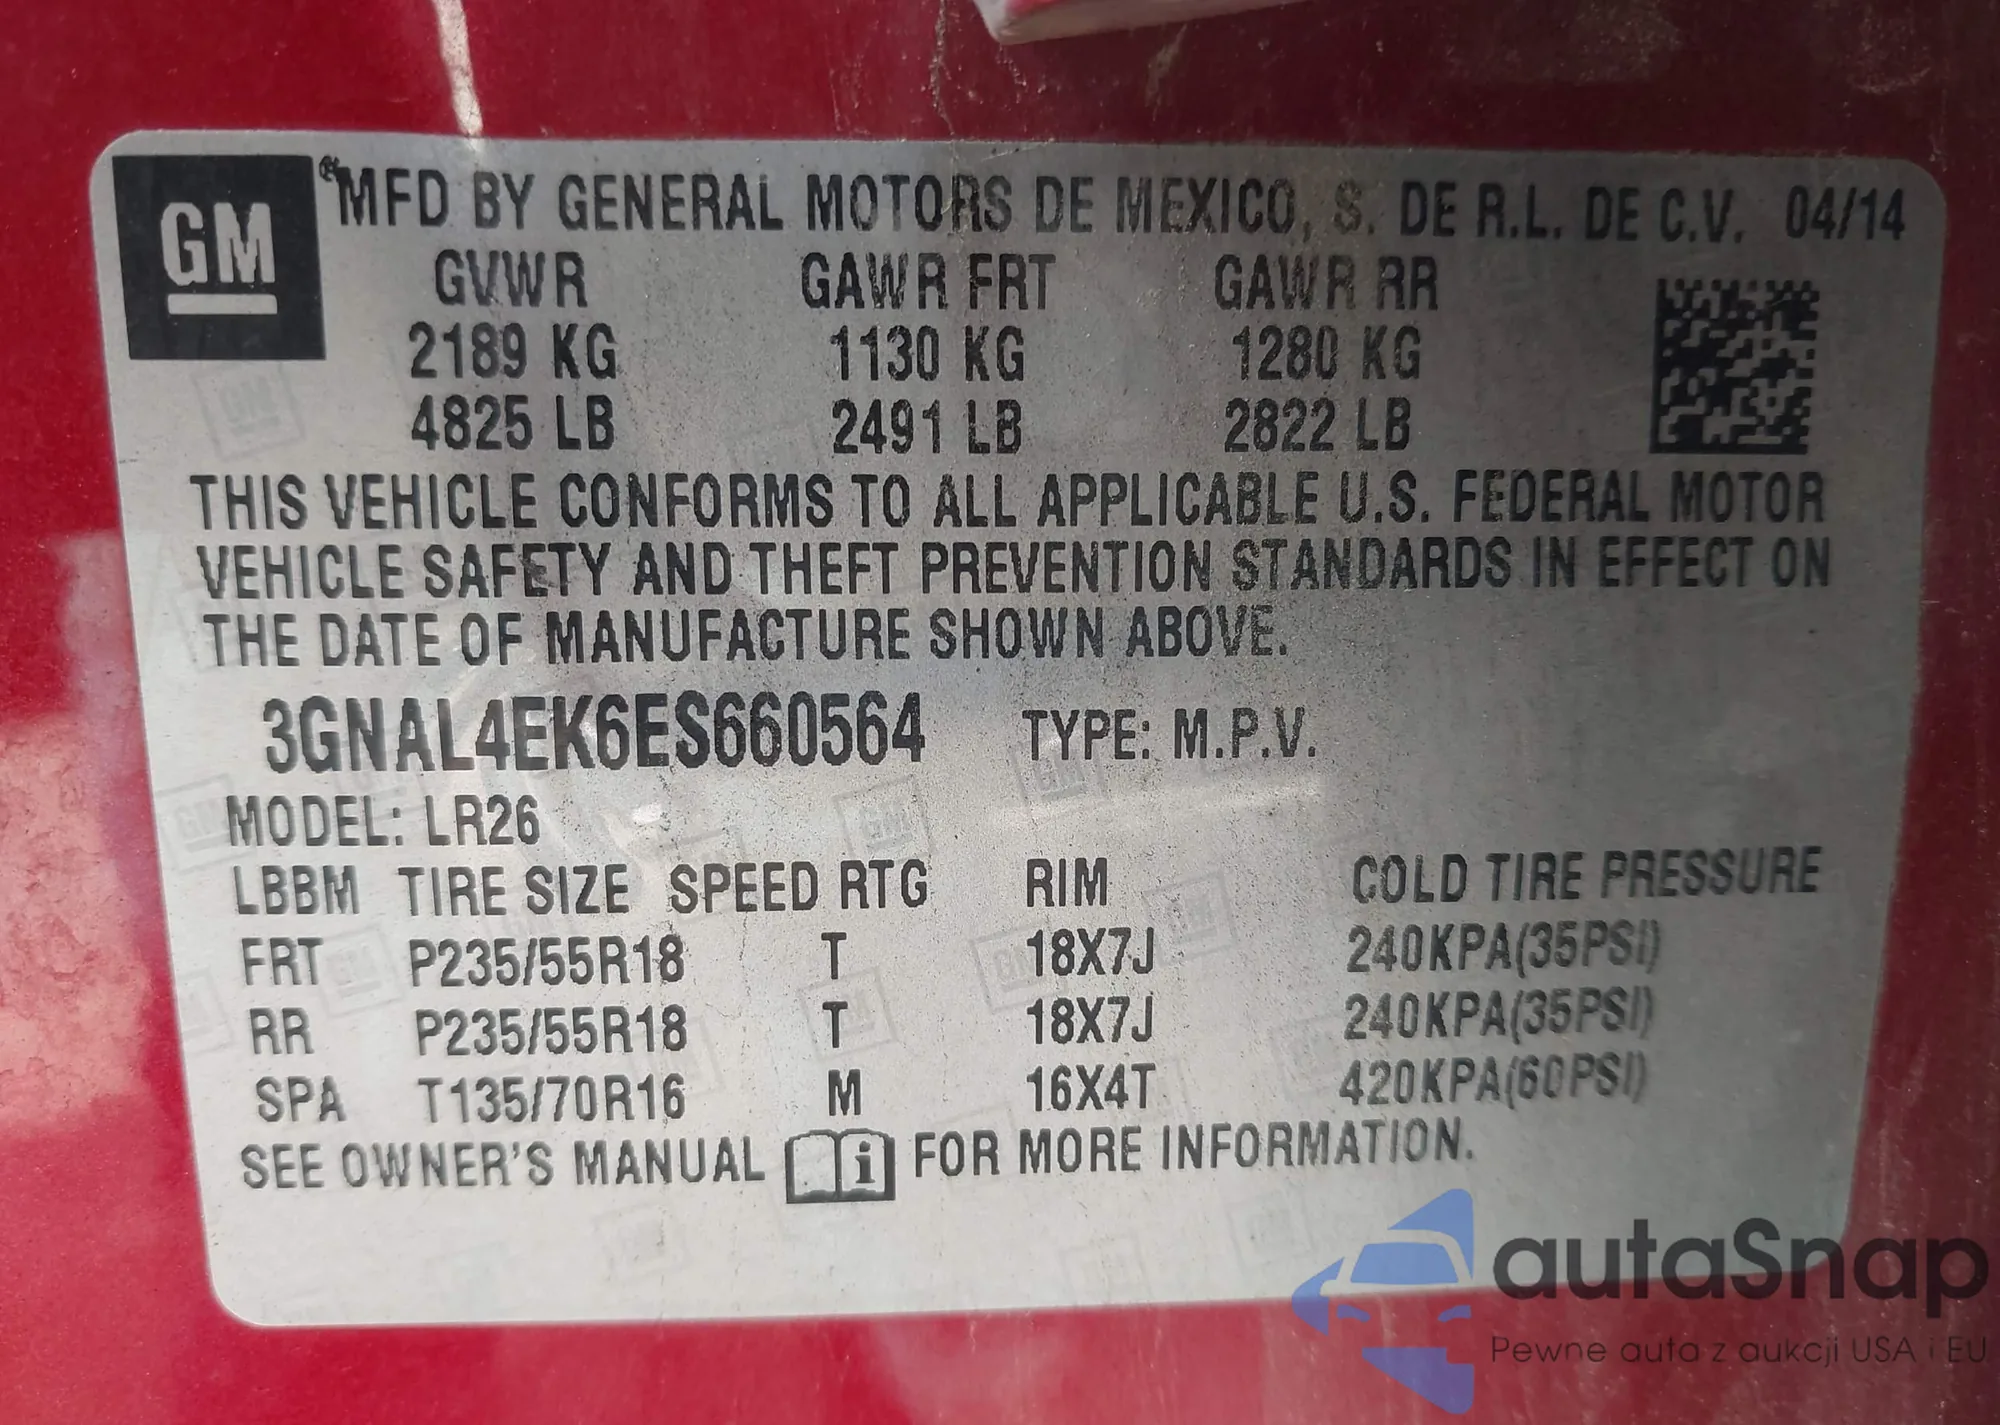 GM
MFD BY GENERAL MOTORS DE MEXICO, S. DE R.L. DE C.V. 04/14
GVWR GAWR FRT GAWR RR
2189 KG 1130 KG 1280 KG
4825 LB 2491 LB 2822 LB
THIS VEHICLE CONFORMS TO ALL APPLICABLE U.S. FEDERAL MOTOR
VEHICLE SAFETY AND THEFT PREVENTION STANDARDS IN EFFECT ON
THE DATE OF MANUFACTURE SHOWN ABOVE.
3GNAL4EK6ES660564 TYPE: M.P.V.
MODEL: LR26
LBBM TIRE SIZE SPEED RTG RIM COLD TIRE PRESSURE
FRT P235/55R18 T 18X7J 240KPA(35PSI)
RR P235/55R18 T 18X7J 240KPA(35PSI)
SPA T135/70R16 M 16X4T 420KPA(60PSI)
SEE OWNER'S MANUAL i FOR MORE INFORMATION.
autaSnap
Pewne auta z aukcji USA i EU